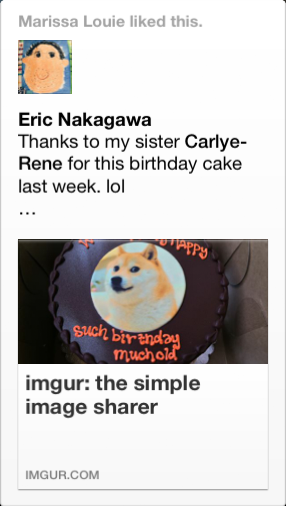 Marissa Louie liked this.
Eric Nakagawa
Thanks to my sister Carlye-
Rene for this birthday cake
last week. lol
…
HAPPY
such birthday
much old
imgur: the simple
image sharer
IMGUR.COM